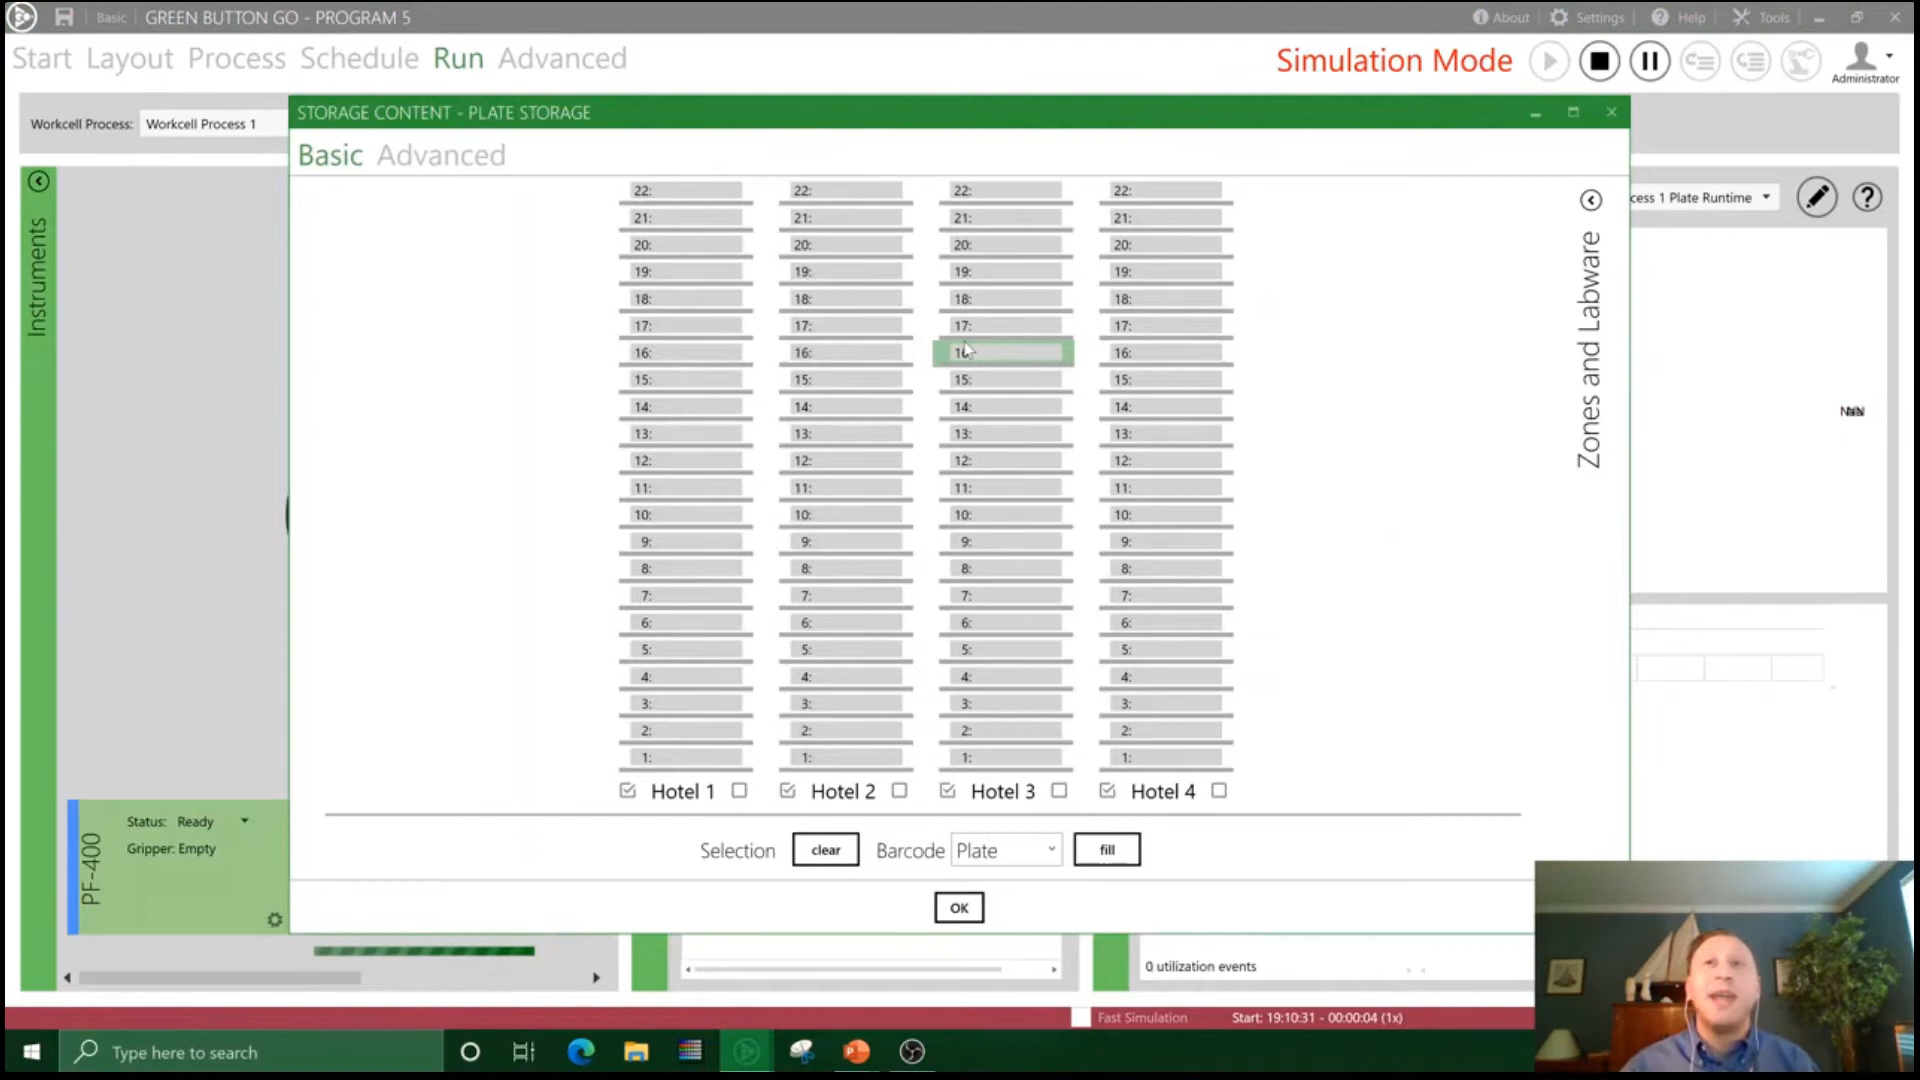 Basic GREEN BUTTON GO - PROGRAM 5 About Settings Help Tools
Start Layout Process Schedule Run Advanced Simulation Mode Administrator
Workcell Process: Workcell Process 1
STORAGE CONTENT - PLATE STORAGE
Basic Advanced
Instruments
cess 1 Plate Runtime
Zones and Labware
22: 22: 22: 22:
21: 21: 21: 21:
20: 20: 20: 20:
19: 19: 19: 19:
18: 18: 18: 18:
17: 17: 17: 17:
16: 16: 16: 16:
15: 15: 15: 15:
14: 14: 14: 14:
13: 13: 13: 13:
12: 12: 12: 12:
11: 11: 11: 11:
10: 10: 10: 10:
9: 9: 9: 9:
8: 8: 8: 8:
7: 7: 7: 7:
6: 6: 6: 6:
5: 5: 5: 5:
4: 4: 4: 4:
3: 3: 3: 3:
2: 2: 2: 2:
1: 1: 1: 1:
Hotel 1 Hotel 2 Hotel 3 Hotel 4
PF-400
Status: Ready
Gripper: Empty
Selection clear Barcode Plate fill
OK
0 utilization events
Fast Simulation Start: 19:10:31 - 00:00:04 (1x)
Type here to search